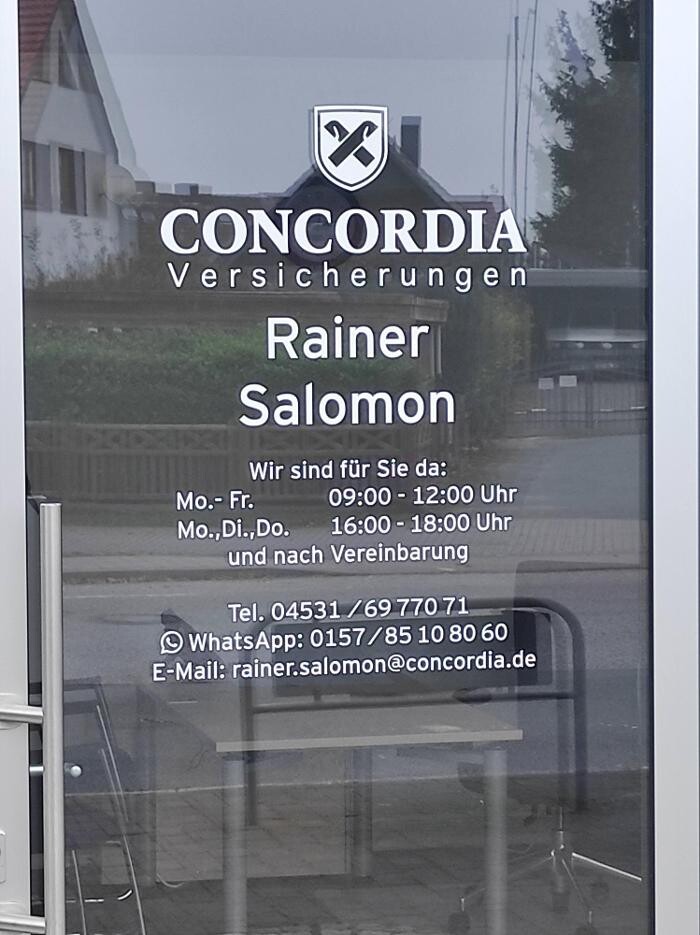 CONCORDIA
Versicherungen
Rainer
Salomon
Wir sind für Sie da:
Mo.- Fr. 09:00 - 12:00 Uhr
Mo.,Di.,Do. 16:00 - 18:00 Uhr
und nach Vereinbarung
Tel. 04531 / 69 770 71
WhatsApp: 0157 / 85 10 80 60
E-Mail: rainer.salomon@concordia.de